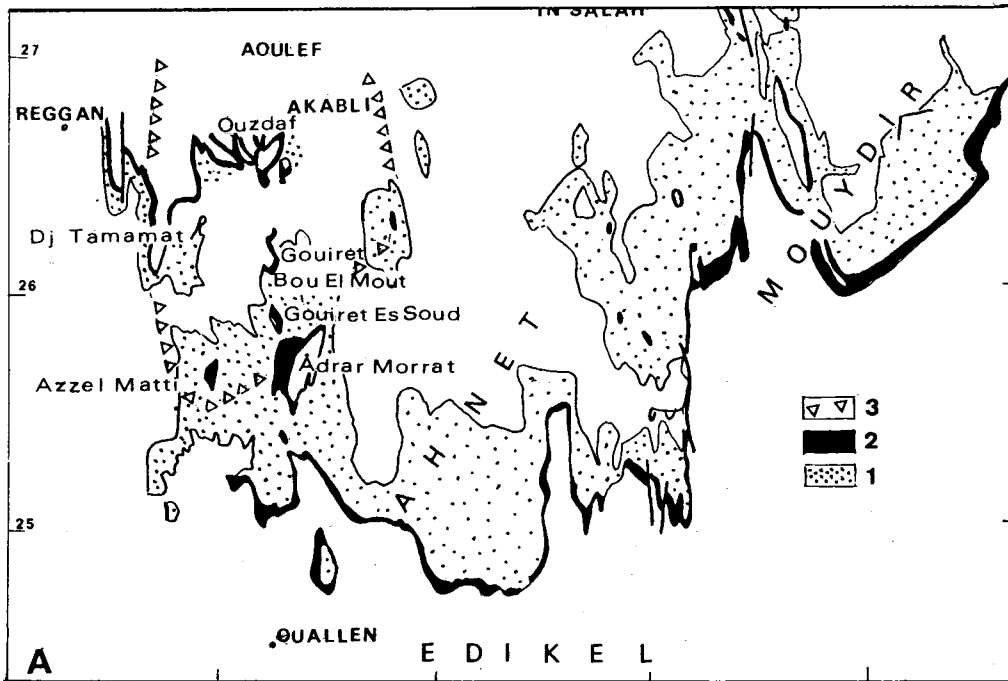 IN SALAH
27
AOULEF
REGGAN
AKABLI
Ouzdaf
MOUYDIR
Dj Tamamat
Gouiret
Bou El Mout
26
Gouiret Es Soud
AHNET
Azzel Matti
Adrar Morrat
3
2
1
25
OUALLEN
EDIKEL
A